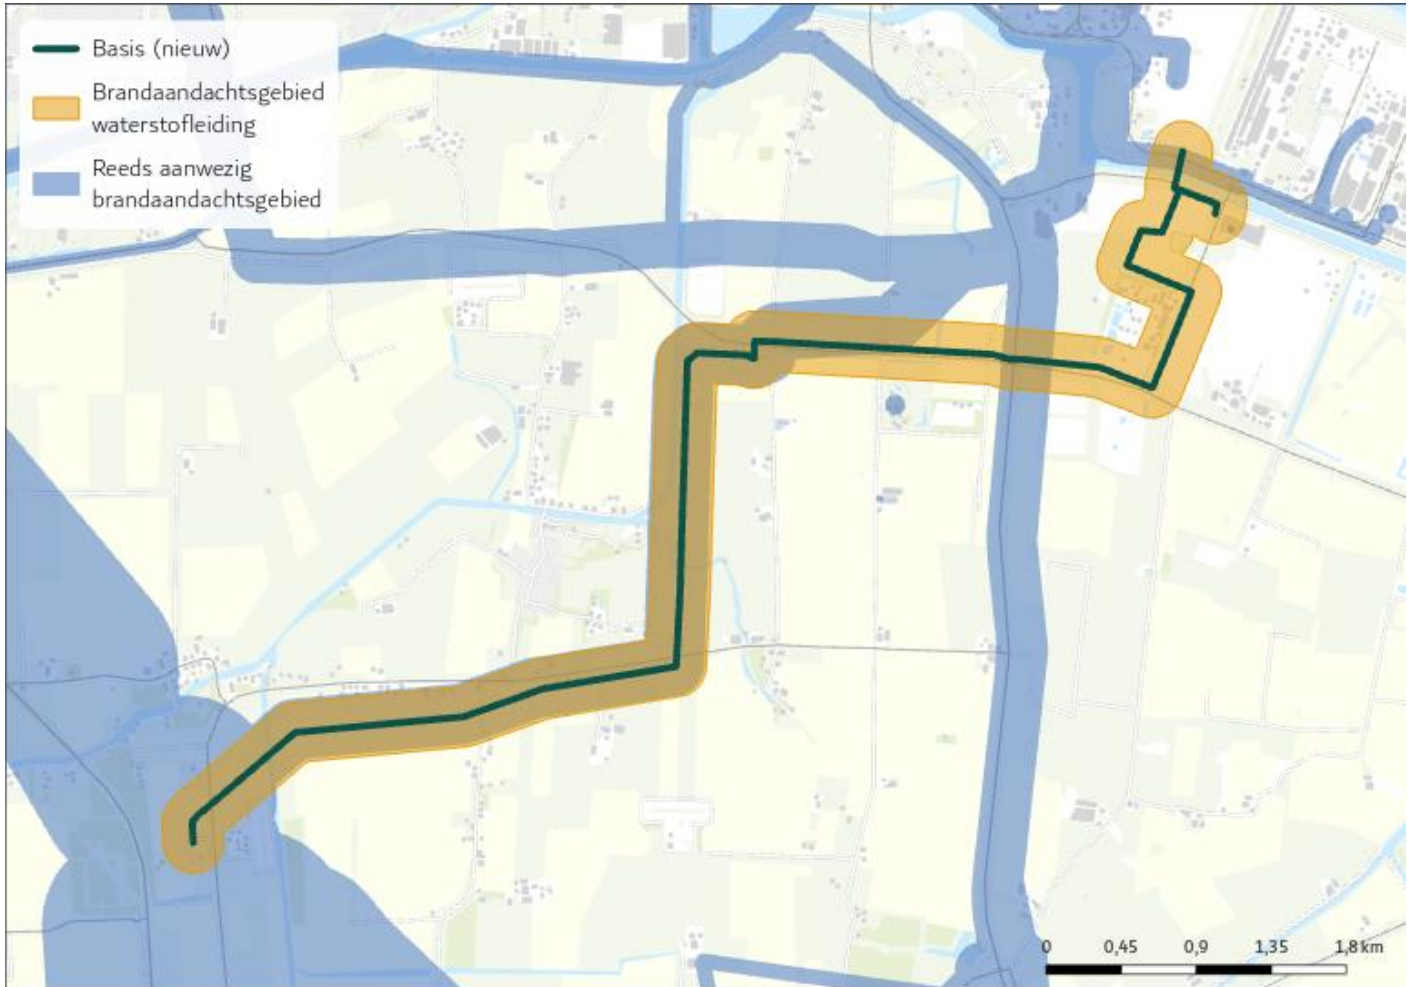 Basis (nieuw)
Brandaandachtsgebied
waterstofleiding
Reeds aanwezig
brandaandachtsgebied
0 0,45 0,9 1,35 1,8 km